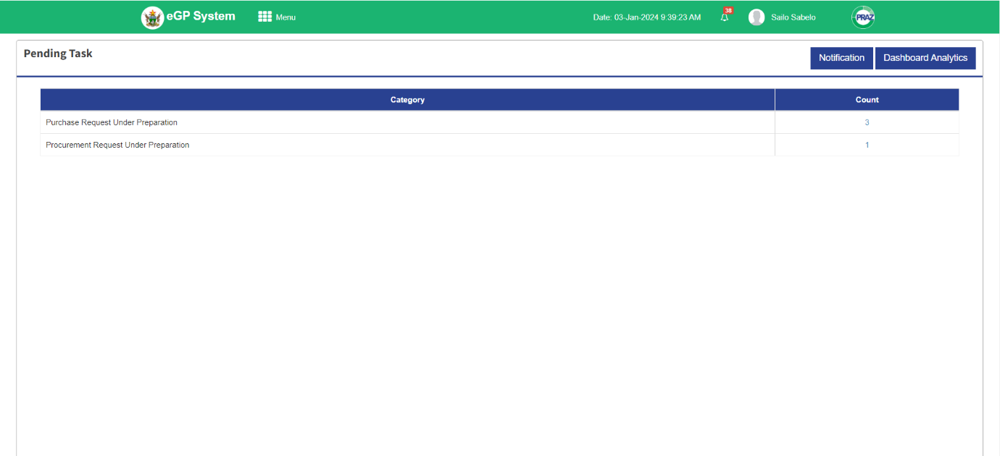 eGP System Menu Date: 03-Jan-2024 9:39:23 AM 38 Sailo Sabelo PRAZ
Pending Task Notification Dashboard Analytics
Category Count
Purchase Request Under Preparation 3
Procurement Request Under Preparation 1